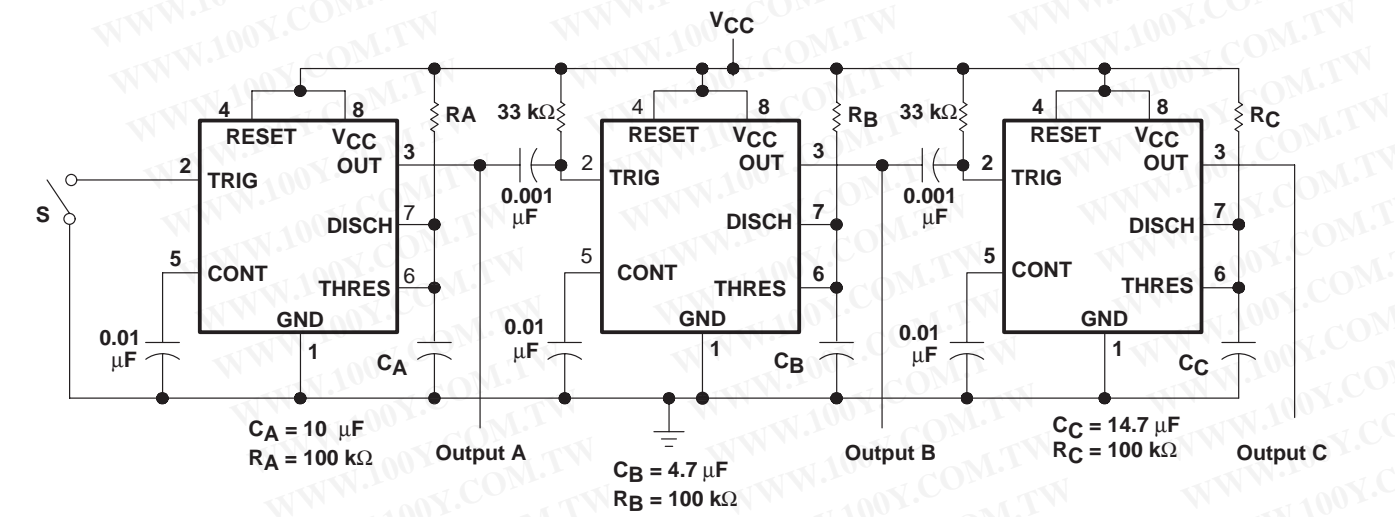 VCC
4
8
RESET
VCC
2
TRIG
OUT
3
DISCH
7
5
CONT
THRES
6
GND
1
S
0.01
μF
RA
CA
33 kΩ
0.001
μF
CA = 10 μF
RA = 100 kΩ
Output A
4
8
RESET
VCC
2
TRIG
OUT
3
DISCH
7
5
CONT
THRES
6
GND
1
0.01
μF
RB
CB
33 kΩ
0.001
μF
CB = 4.7 μF
RB = 100 kΩ
Output B
4
8
RESET
VCC
2
TRIG
OUT
3
DISCH
7
5
CONT
THRES
6
GND
1
0.01
μF
RC
CC
CC = 14.7 μF
RC = 100 kΩ
Output C
WWW.100Y.COM.TW